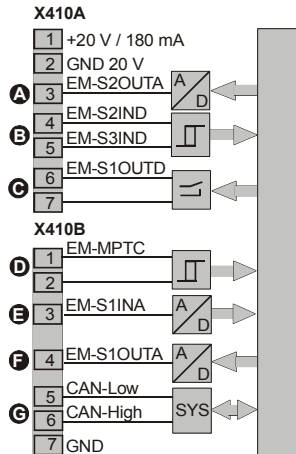 X410A
1 +20 V / 180 mA
2 GND 20 V
A 3 EM-S2OUTA A D
4 EM-S2IND
B
5 EM-S3IND
6 EM-S1OUTD
C
7
X410B
1 EM-MPTC
D
2
E 3 EM-S1INA A D
F 4 EM-S1OUTA A D
5 CAN-Low
G SYS
6 CAN-High
7 GND